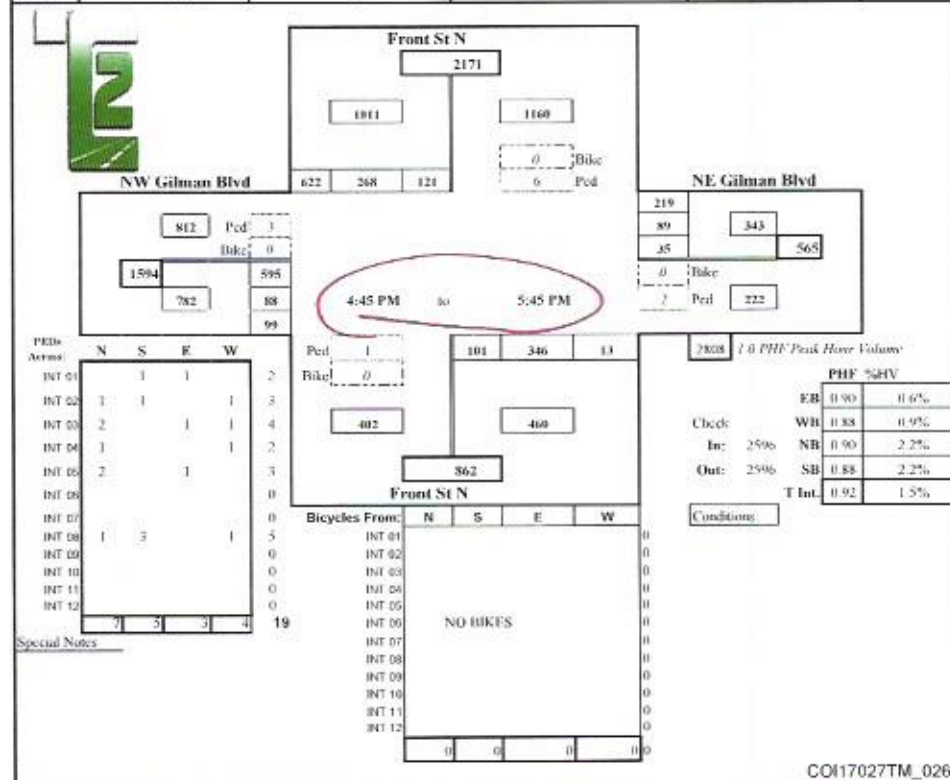 Front St N
2171
1011 1160
0 Bike
NW Gilman Blvd 622 268 121 6 Ped NE Gilman Blvd
219
812 Ped 3 89 343
Bike 0 35 565
1594 595 0 Bike
782 88 4:45 PM to 5:45 PM Ped 222
99
PEDs Across: N S E W Ped 1 101 346 13 2808 1.0 PHF Peak Hour Volume
INT 01 1 1 2 Bike 0 PHF %HV
INT 02 1 1 1 3 EB 0.90 0.6%
INT 03 2 1 1 4 402 460 Check WB 0.88 0.9%
INT 04 1 1 2 In: 2596 NB 0.90 2.2%
INT 05 2 1 3 862 Out: 2596 SB 0.88 2.2%
INT 06 0 Front St N T Int. 0.92 1.5%
INT 07 0 Bicycles From: N S E W Conditions:
INT 08 1 3 1 5 INT 01 0
INT 09 0 INT 02 0
INT 10 0 INT 03 0
INT 11 0 INT 04 0
INT 12 0 INT 05 0
7 5 3 4 19 INT 06 NO BIKES 0
Special Notes INT 07 0
INT 08 0
INT 09 0
INT 10 0
INT 11 0
INT 12 0
0 0 0 0 0
COI17027TM_026